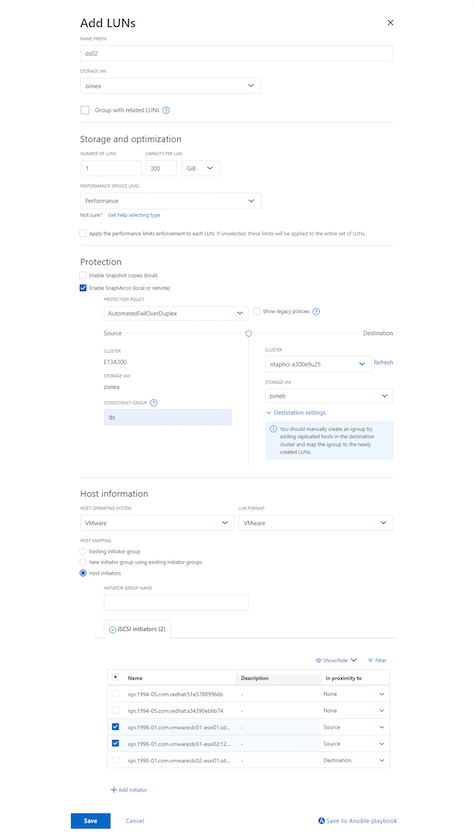 Add LUNs
NAME PREFIX
ds02
STORAGE VM
zonea
Group with related LUNs
Storage and optimization
NUMBER OF LUNS CAPACITY PER LUN
1 300 GiB
PERFORMANCE SERVICE LEVEL
Performance
Not sure? Get help selecting type
Apply the performance limits enforcement to each LUN. If unselected, these limits will be applied to the entire set of LUNs.
Protection
Enable Snapshot copies (local)
Enable SnapMirror (local or remote)
PROTECTION POLICY
AutomatedFailOverDuplex Show legacy policies
Source Destination
CLUSTER
E13A300
STORAGE VM
zonea
CONSISTENCY GROUP
ds
CLUSTER
ntaphci-a300e9u25 Refresh
STORAGE VM
zoneb
Destination settings
You should manually create an igroup by
adding replicated hosts in the destination
cluster and map the igroup to the newly
created LUNs.
Host information
HOST OPERATING SYSTEM LUN FORMAT
VMware VMware
HOST MAPPING
Existing initiator group
New initiator group using existing initiator groups
Host initiators
INITIATOR GROUP NAME
iSCSI initiators (2)
Show/hide Filter
Name Description In proximity to
iqn.1994-05.com.redhat:51e57889966b - None
iqn.1994-05.com.redhat:a34390eb6b74 - None
iqn.1998-01.com.vmware:dc01-esxi01.sd... - Source
iqn.1998-01.com.vmware:dc01-esxi02:12... - Source
iqn.1998-01.com.vmware:dc02-esxi01.sd... - Destination
Add initiator
Save Cancel Save to Ansible playbook